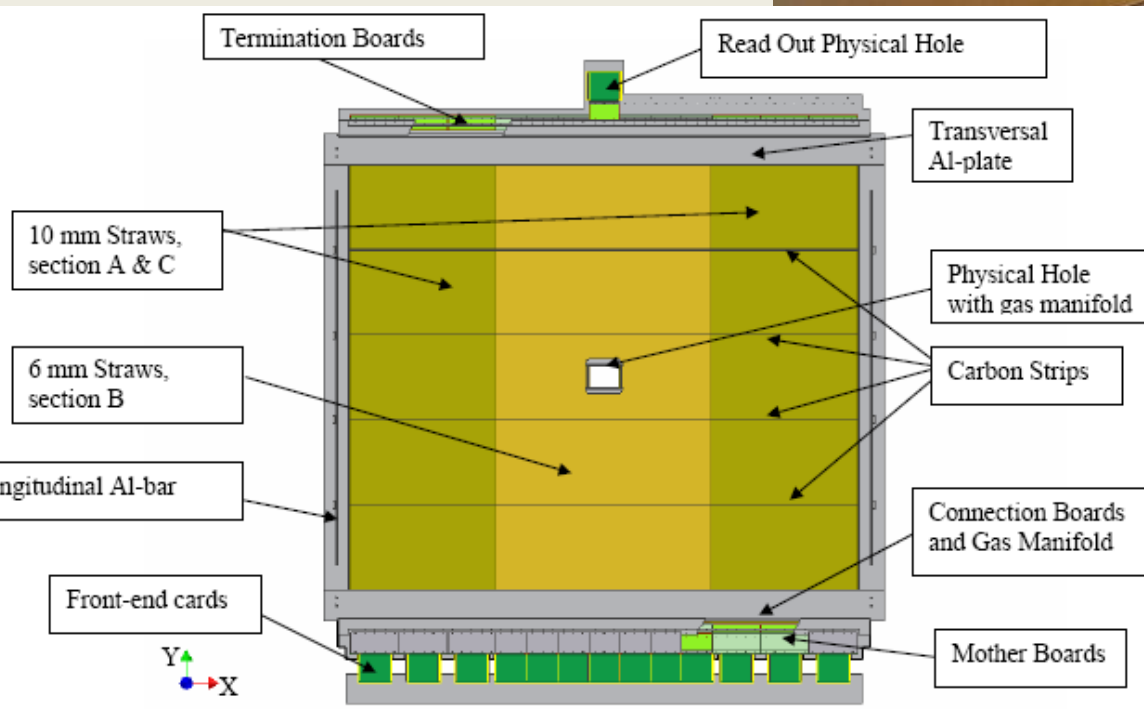 Termination Boards
Read Out Physical Hole
Transversal
Al-plate
10 mm Straws,
section A & C
Physical Hole
with gas manifold
6 mm Straws,
section B
Carbon Strips
ngitudinal Al-bar
Connection Boards
and Gas Manifold
Front-end cards
Mother Boards
Y
X